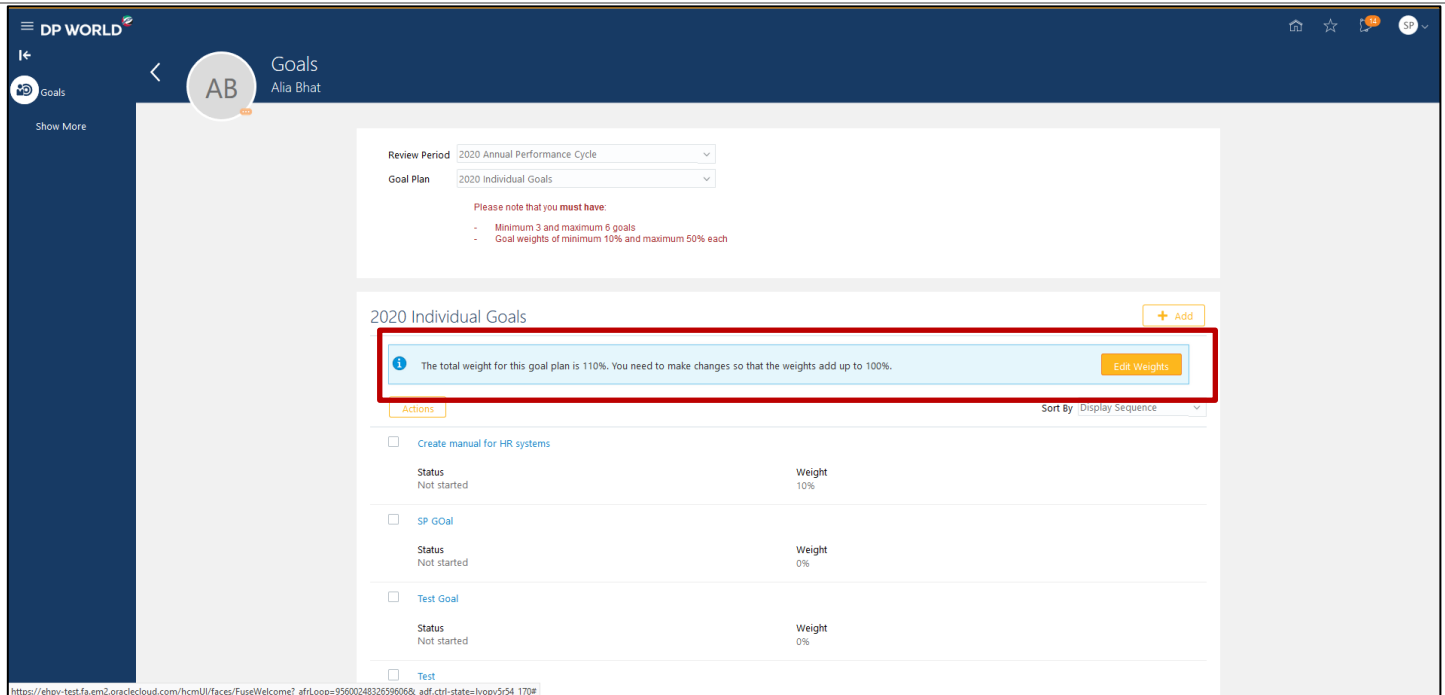 DP WORLD
14
SP
Goals
Show More
AB
Goals
Alia Bhat
Review Period 2020 Annual Performance Cycle
Goal Plan 2020 Individual Goals
Please note that you must have:
- Minimum 3 and maximum 6 goals
- Goal weights of minimum 10% and maximum 50% each
2020 Individual Goals
+ Add
The total weight for this goal plan is 110%. You need to make changes so that the weights add up to 100%.
Edit Weights
Actions
Sort By Display Sequence
Create manual for HR systems
Status Weight
Not started 10%
SP GOal
Status Weight
Not started 0%
Test Goal
Status Weight
Not started 0%
Test